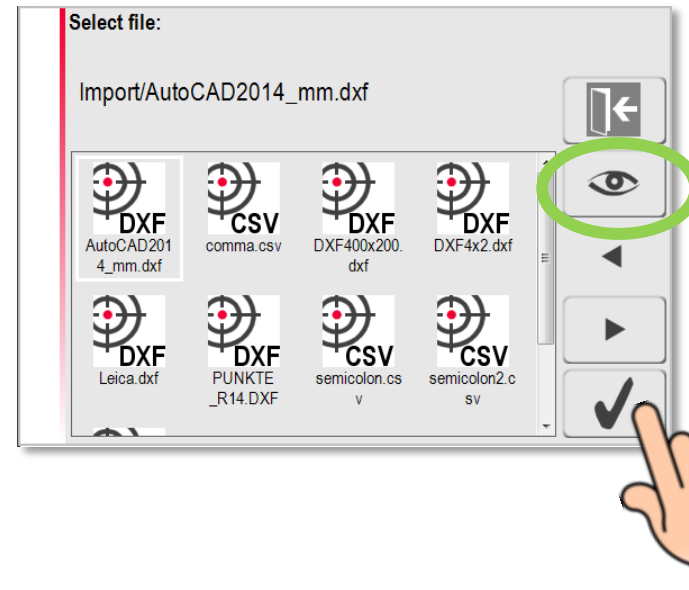 Select file:
Import/AutoCAD2014_mm.dxf
DXF
CSV
DXF
DXF
AutoCAD201
4_mm.dxf
comma.csv
DXF400x200.
dxf
DXF4x2.dxf
DXF
DXF
CSV
CSV
Leica.dxf
PUNKTE
_R14.DXF
semicolon.cs
v
semicolon2.c
sv